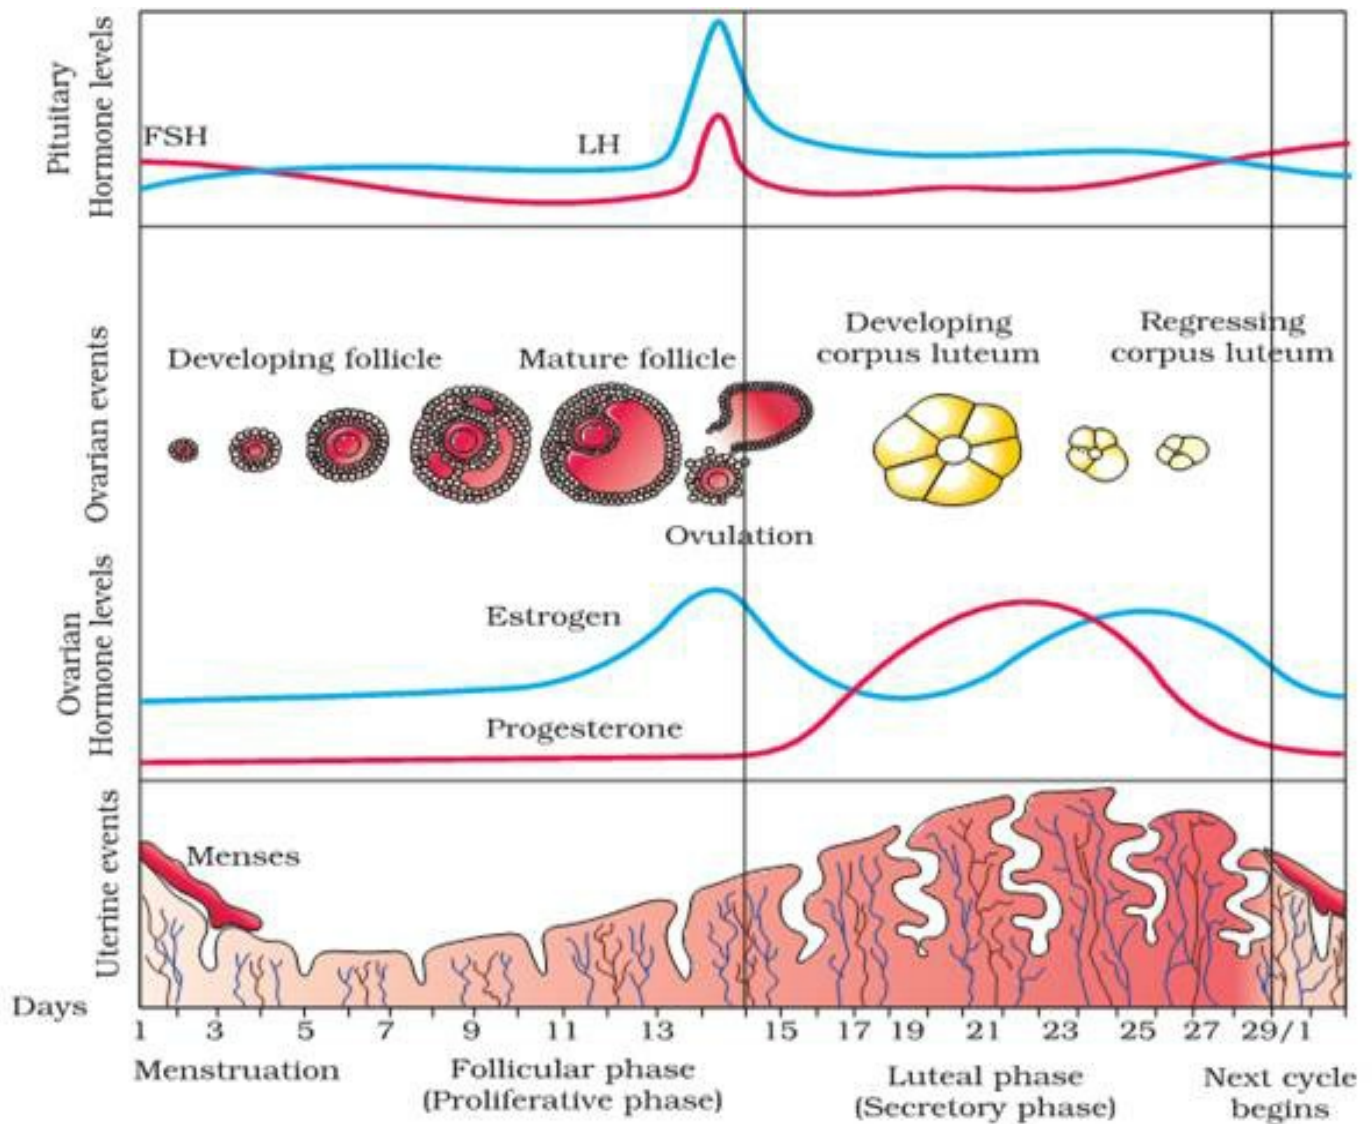 Pituitary
Hormone levels
FSH
LH
Ovarian events
Developing follicle
Mature follicle
Developing
corpus luteum
Regressing
corpus luteum
Ovulation
Ovarian
Hormone levels
Estrogen
Progesterone
Uterine events
Menses
Days
1 3 5 7 9 11 13 15 17 19 21 23 25 27 29/1
Menstruation
Follicular phase
(Proliferative phase)
Luteal phase
(Secretory phase)
Next cycle
begins